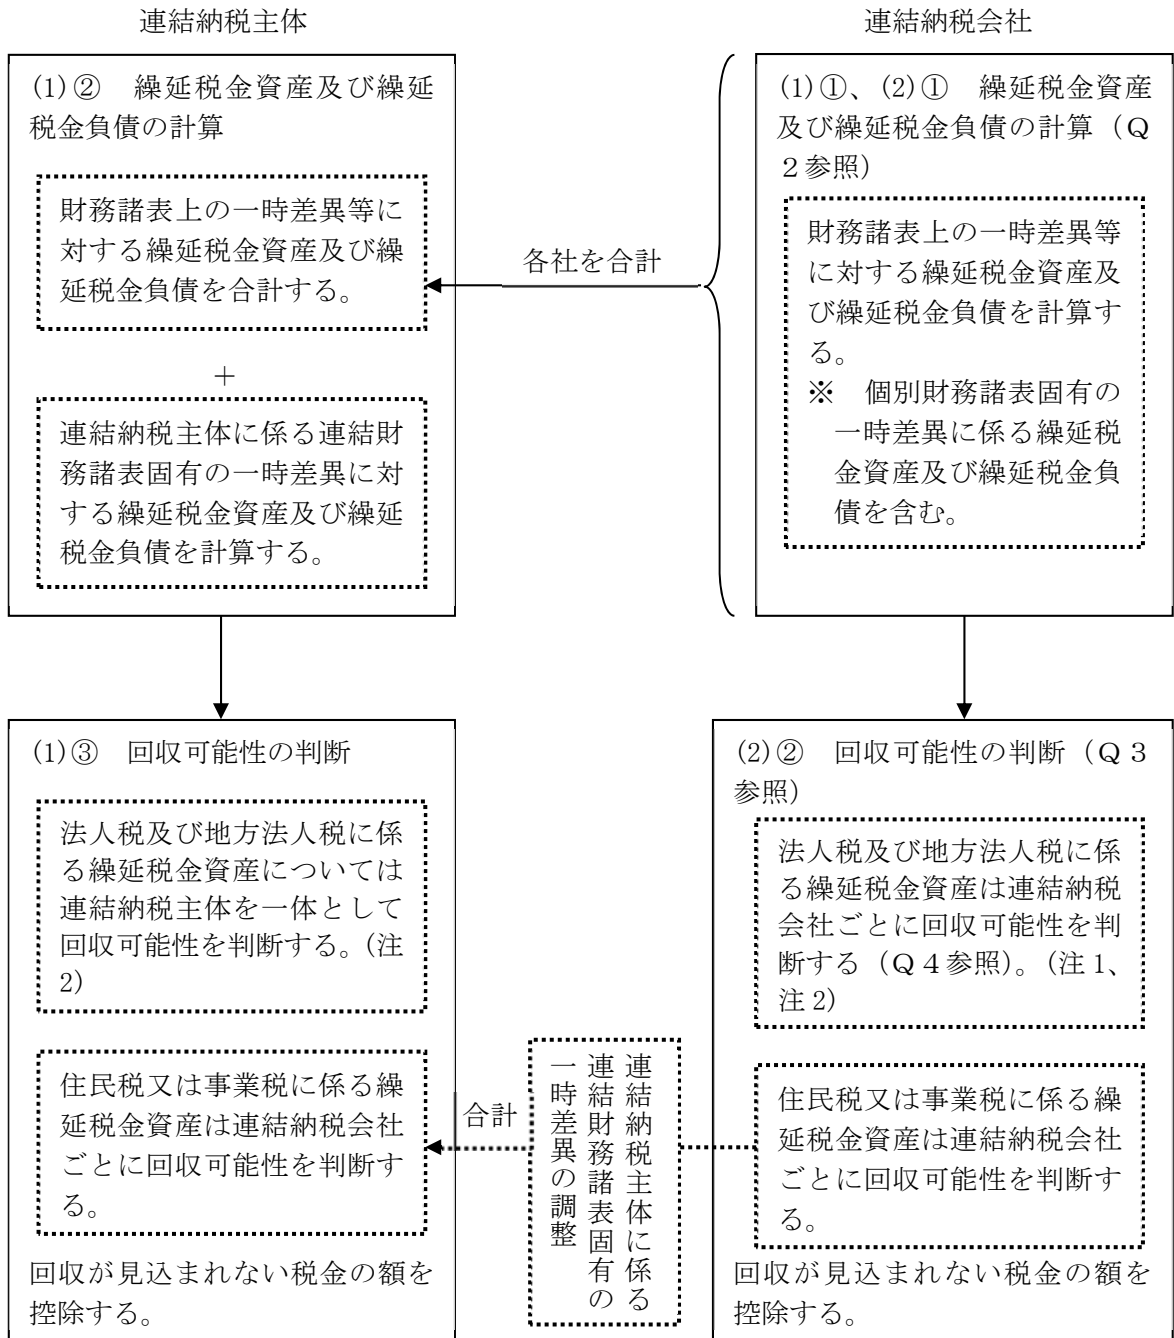 連結納税主体
(1)② 繰延税金資産及び繰延
税金負債の計算
財務諸表上の一時差異等に
対する繰延税金資産及び繰
延税金負債を合計する。
+
連結納税主体に係る連結財
務諸表固有の一時差異に対
する繰延税金資産及び繰延
税金負債を計算する。
各社を合計
連結納税会社
(1)①、(2)① 繰延税金資産
及び繰延税金負債の計算(Q
2参照)
財務諸表上の一時差異等
に対する繰延税金資産及
び繰延税金負債を計算す
る。
※ 個別財務諸表固有の
一時差異に係る繰延税
金資産及び繰延税金負
債を含む。
(1)③ 回収可能性の判断
法人税及び地方法人税に係
る繰延税金資産については
連結納税主体を一体として
回収可能性を判断する。(注
2)
住民税又は事業税に係る繰
延税金資産は連結納税会社
ごとに回収可能性を判断す
る。
回収が見込まれない税金の額を
控除する。
合計
連結納税主体に係る
連結財務諸表固有の
一時差異の調整
(2)② 回収可能性の判断(Q3
参照)
法人税及び地方法人税に係
る繰延税金資産は連結納税
会社ごとに回収可能性を判
断する(Q4参照)。(注1、
注2)
住民税又は事業税に係る繰
延税金資産は連結納税会社
ごとに回収可能性を判断す
る。
回収が見込まれない税金の額を
控除する。